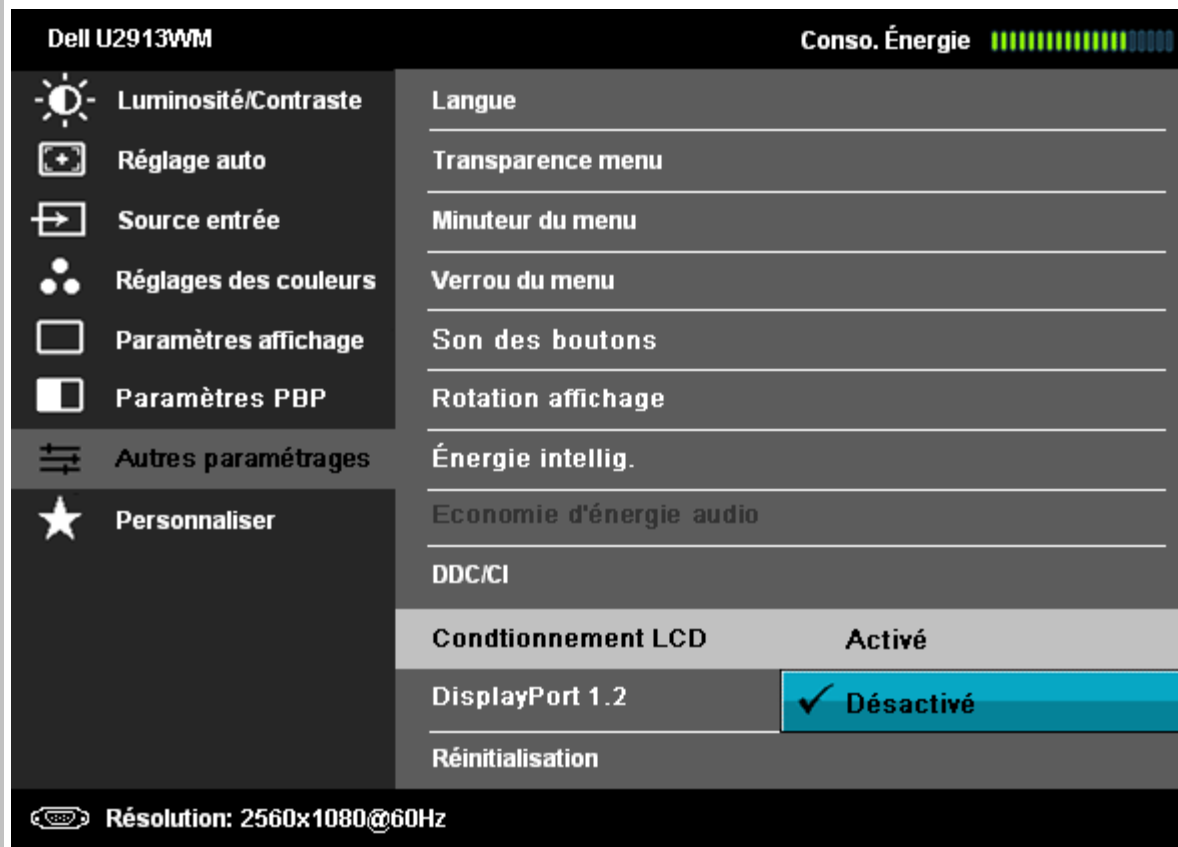 Dell U2913WM
Conso. Énergie
Luminosité/Contraste
Réglage auto
Source entrée
Réglages des couleurs
Paramètres affichage
Paramètres PBP
Autres paramétrages
Personnaliser
Langue
Transparence menu
Minuteur du menu
Verrou du menu
Son des boutons
Rotation affichage
Énergie intellig.
Economie d'énergie audio
DDC/CI
Condtionnement LCD
Activé
DisplayPort 1.2
Désactivé
Réinitialisation
Résolution: 2560x1080@60Hz